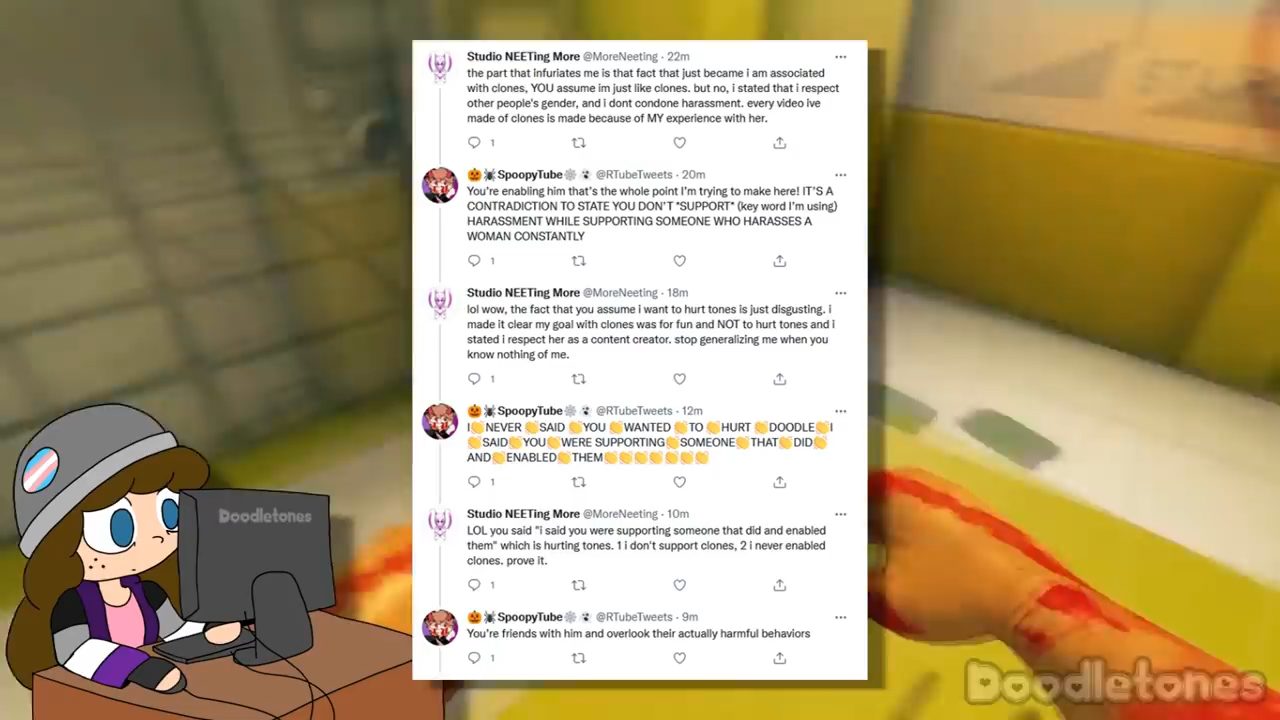 Studio NEETing More @MoreNeeting · 22m
the part that infuriates me is that fact that just became i am associated
with clones, YOU assume im just like clones. but no, i stated that i respect
other people's gender, and i dont condone harassment. every video ive
made of clones is made because of MY experience with her.
1
🎃🕷SpoopyTube🕸👻 @RTubeTweets · 20m
You're enabling him that's the whole point I'm trying to make here! IT'S A
CONTRADICTION TO STATE YOU DON'T *SUPPORT* (key word I'm using)
HARASSMENT WHILE SUPPORTING SOMEONE WHO HARASSES A
WOMAN CONSTANTLY
1
Studio NEETing More @MoreNeeting · 18m
lol wow, the fact that you assume i want to hurt tones is just disgusting. i
made it clear my goal with clones was for fun and NOT to hurt tones and i
stated i respect her as a content creator. stop generalizing me when you
know nothing of me.
1
🎃🕷SpoopyTube🕸👻 @RTubeTweets · 12m
I👏NEVER 👏SAID 👏YOU 👏WANTED 👏TO 👏HURT 👏DOODLE👏I
👏SAID👏YOU👏WERE SUPPORTING👏SOMEONE👏THAT👏DID👏
AND👏ENABLED👏THEM👏👏👏👏👏👏👏
1
Studio NEETing More @MoreNeeting · 10m
LOL you said "i said you were supporting someone that did and enabled
them" which is hurting tones. 1 i don't support clones, 2 i never enabled
clones. prove it.
1
🎃🕷SpoopyTube🕸👻 @RTubeTweets · 9m
You're friends with him and overlook their actually harmful behaviors
1
Doodletones
Doodletones